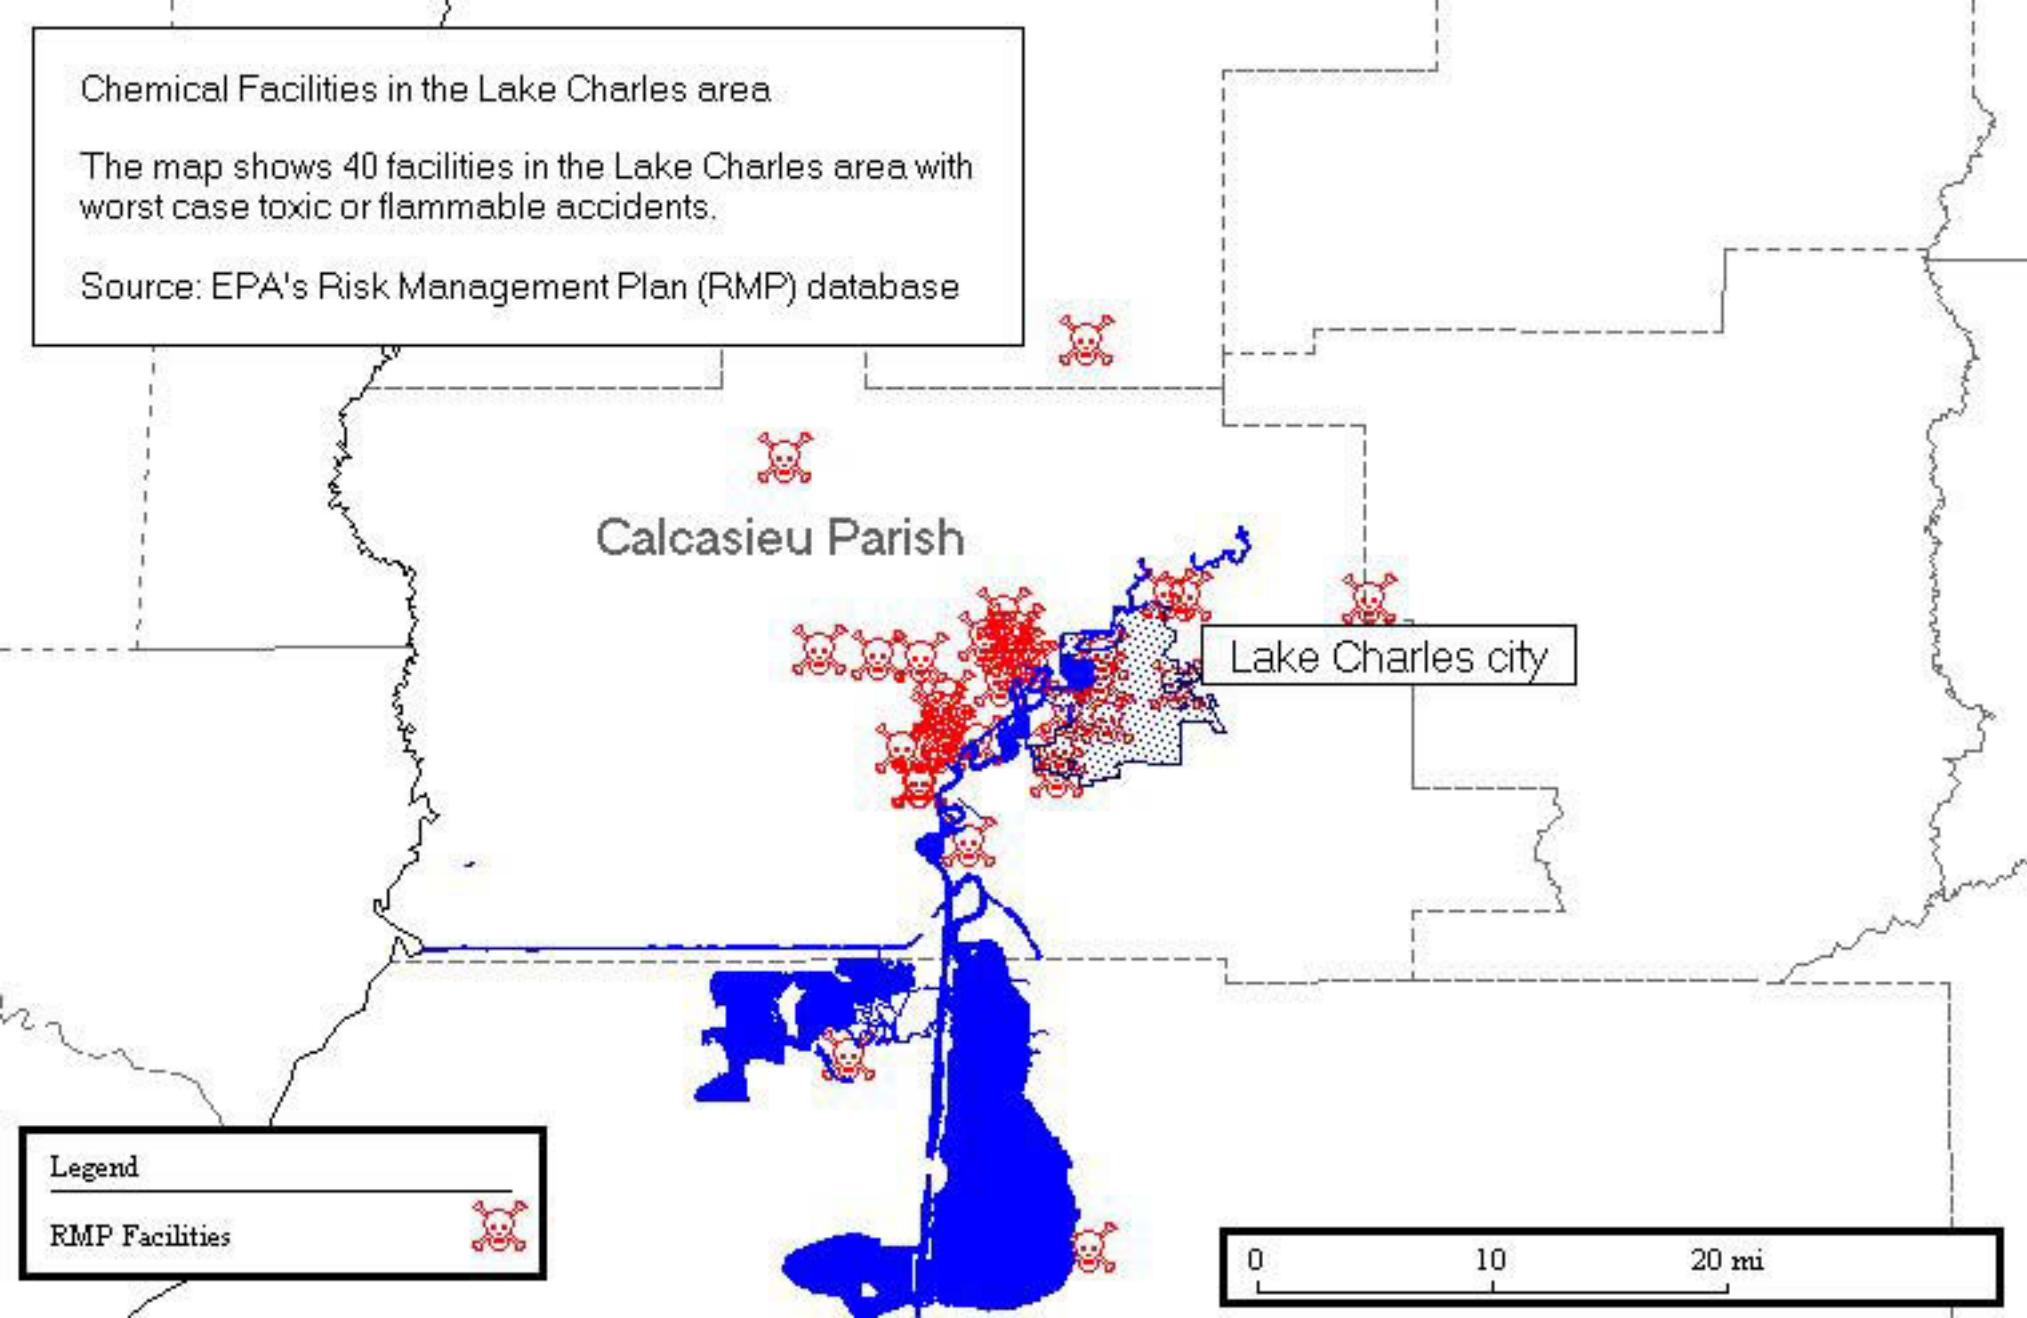 Chemical Facilities in the Lake Charles area
The map shows 40 facilities in the Lake Charles area with
worst case toxic or flammable accidents.
Source: EPA's Risk Management Plan (RMP) database
Calcasieu Parish
Lake Charles city
Legend
RMP Facilities
0 10 20 mi